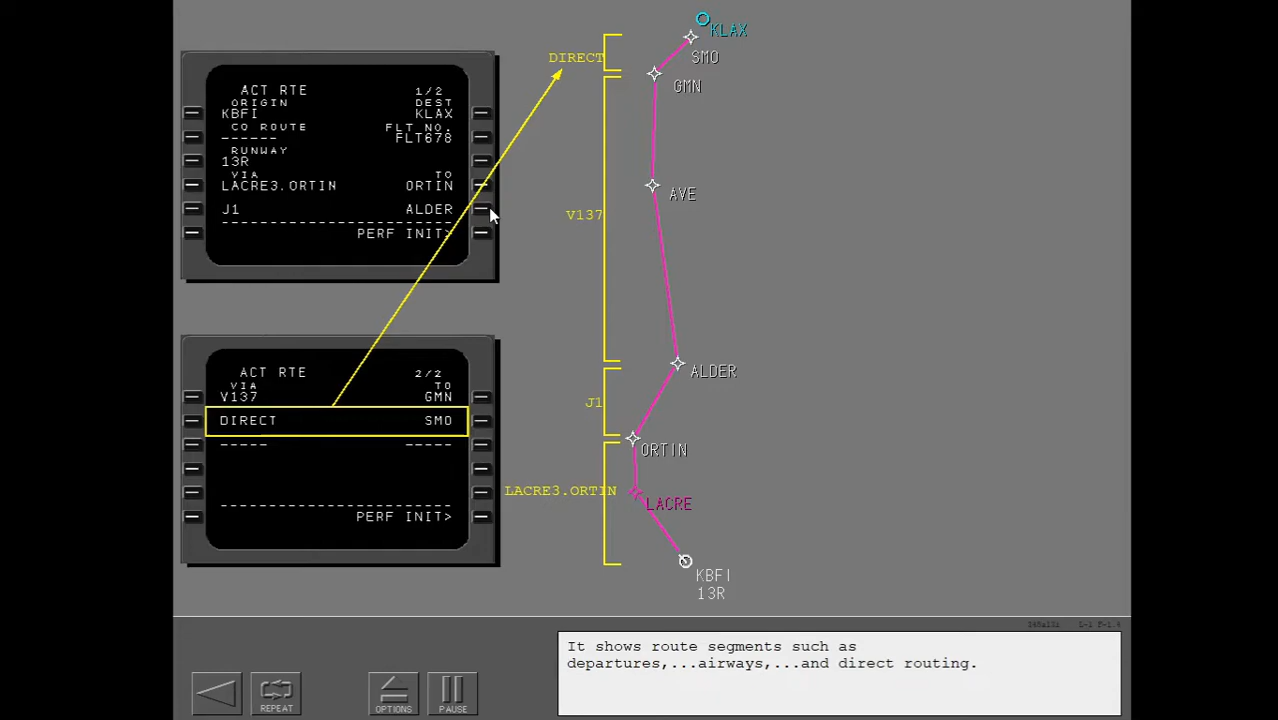 ACT RTE 1/2
ORIGIN DEST
KBFI KLAX
CO ROUTE FLT NO.
------ FLT678
RUNWAY
13R
VIA TO
LACRE3.ORTIN ORTIN
J1 ALDER
PERF INIT>
ACT RTE 2/2
VIA TO
V137 GMN
DIRECT SMO
----- -----
PERF INIT>
DIRECT
V137
J1
LACRE3.ORTIN
KLAX
SMO
GMN
AVE
ALDER
ORTIN
LACRE
KBFI
13R
It shows route segments such as
departures,...airways,...and direct routing.
REPEAT
OPTIONS
PAUSE